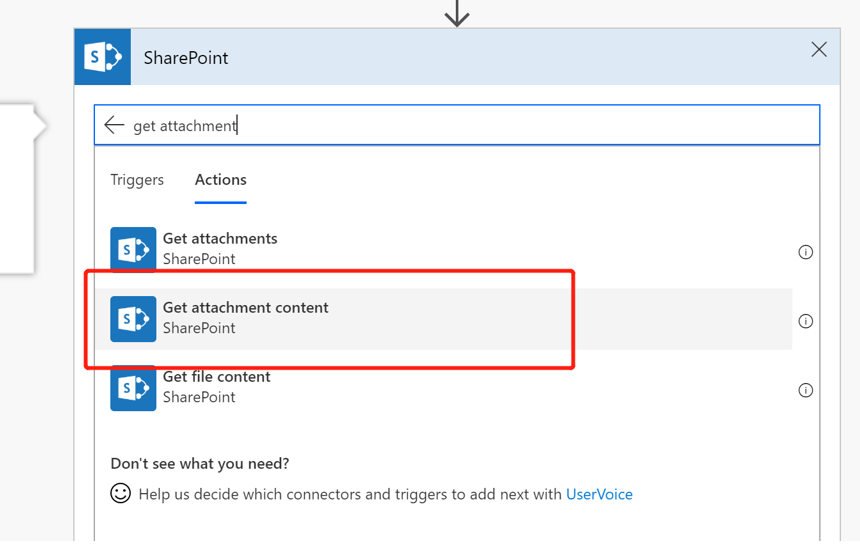 SharePoint
get attachment
Triggers
Actions
Get attachments
SharePoint
Get attachment content
SharePoint
Get file content
SharePoint
Don't see what you need?
Help us decide which connectors and triggers to add next with UserVoice